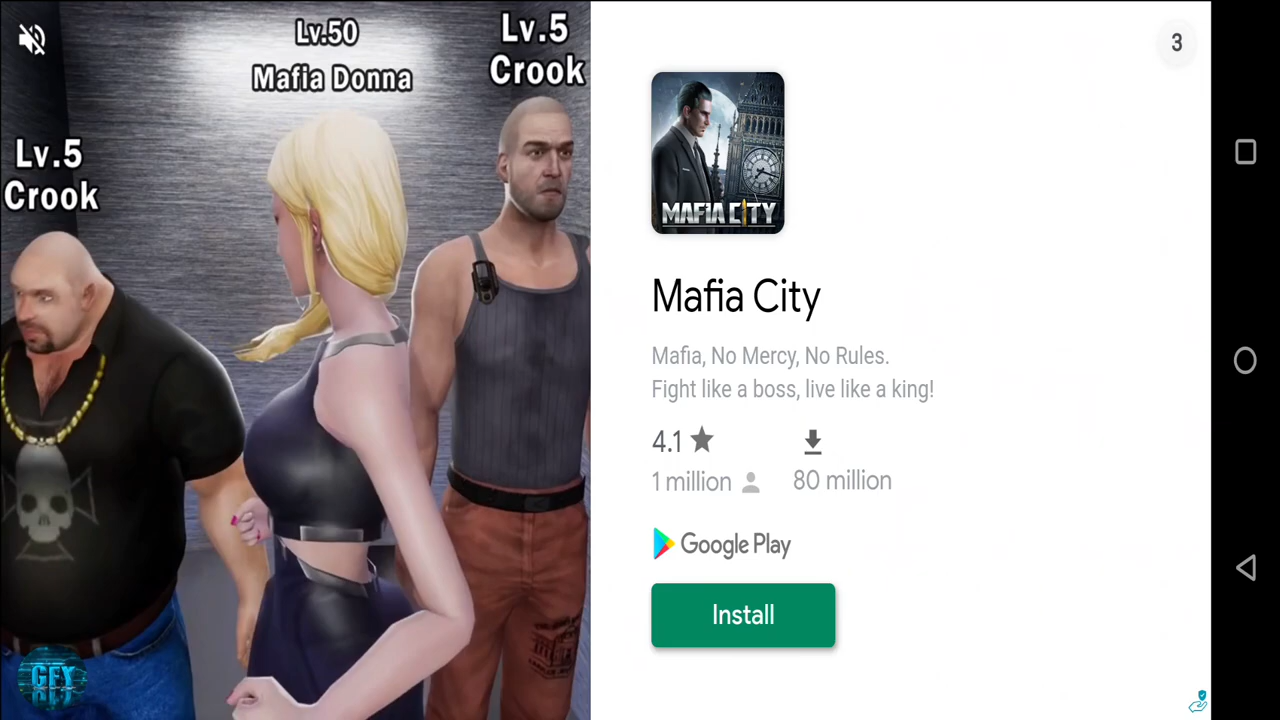 Lv.50
Mafia Donna
Lv.5
Crook
Lv.5
Crook
GFY
3
MAFIA CITY
Mafia City
Mafia, No Mercy, No Rules.
Fight like a boss, live like a king!
4.1
1 million
80 million
Google Play
Install